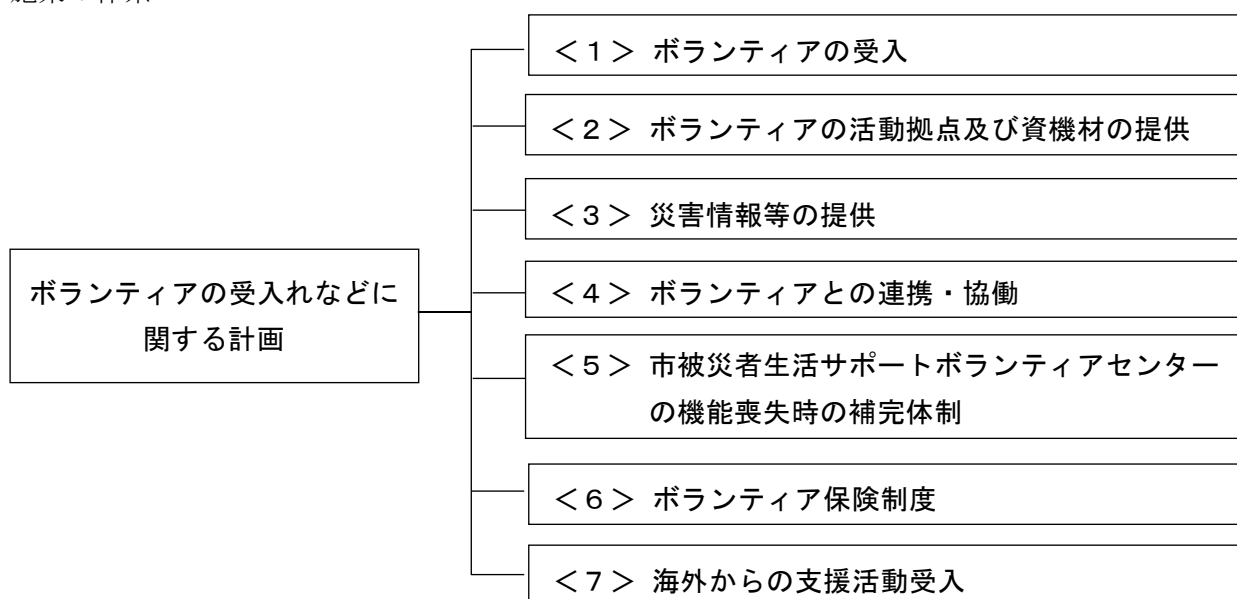 ＜１＞ ボランティアの受入
＜２＞ ボランティアの活動拠点及び資機材の提供
＜３＞ 災害情報等の提供
ボランティアの受入れなどに
関する計画
＜４＞ ボランティアとの連携・協働
＜５＞ 市被災者生活サポートボランティアセンター
の機能喪失時の補完体制
＜６＞ ボランティア保険制度
＜７＞ 海外からの支援活動受入